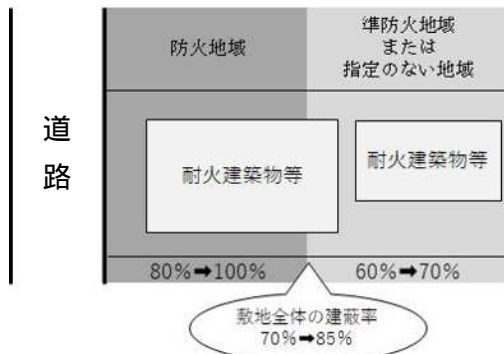 道
路
防火地域
準防火地域
または
指定のない地域
耐火建築物等
耐火建築物等
80%➡100%
60%➡70%
敷地全体の建蔽率
70%➡85%